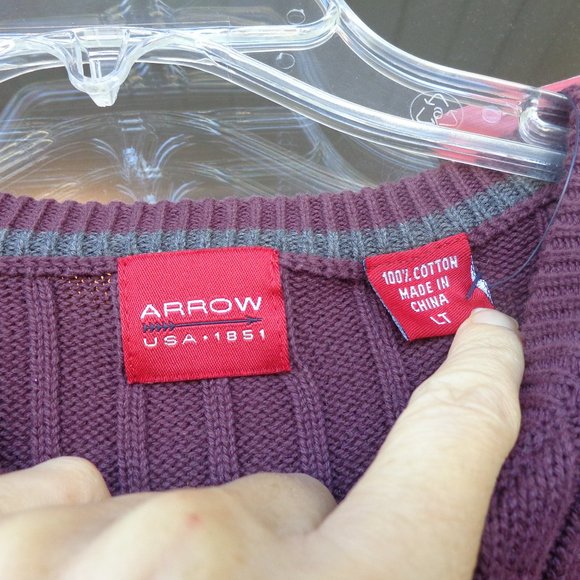 ARROW
USA • 1851
100% COTTON
MADE IN
CHINA
LT